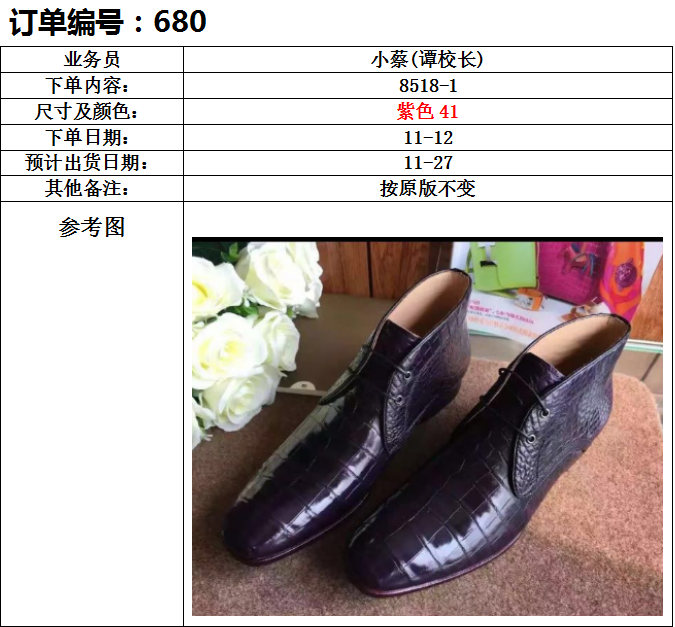 订单编号：680
业务员 小蔡(谭校长)
下单内容： 8518-1
尺寸及颜色： 紫色 41
下单日期： 11-12
预计出货日期： 11-27
其他备注： 按原版不变
参考图